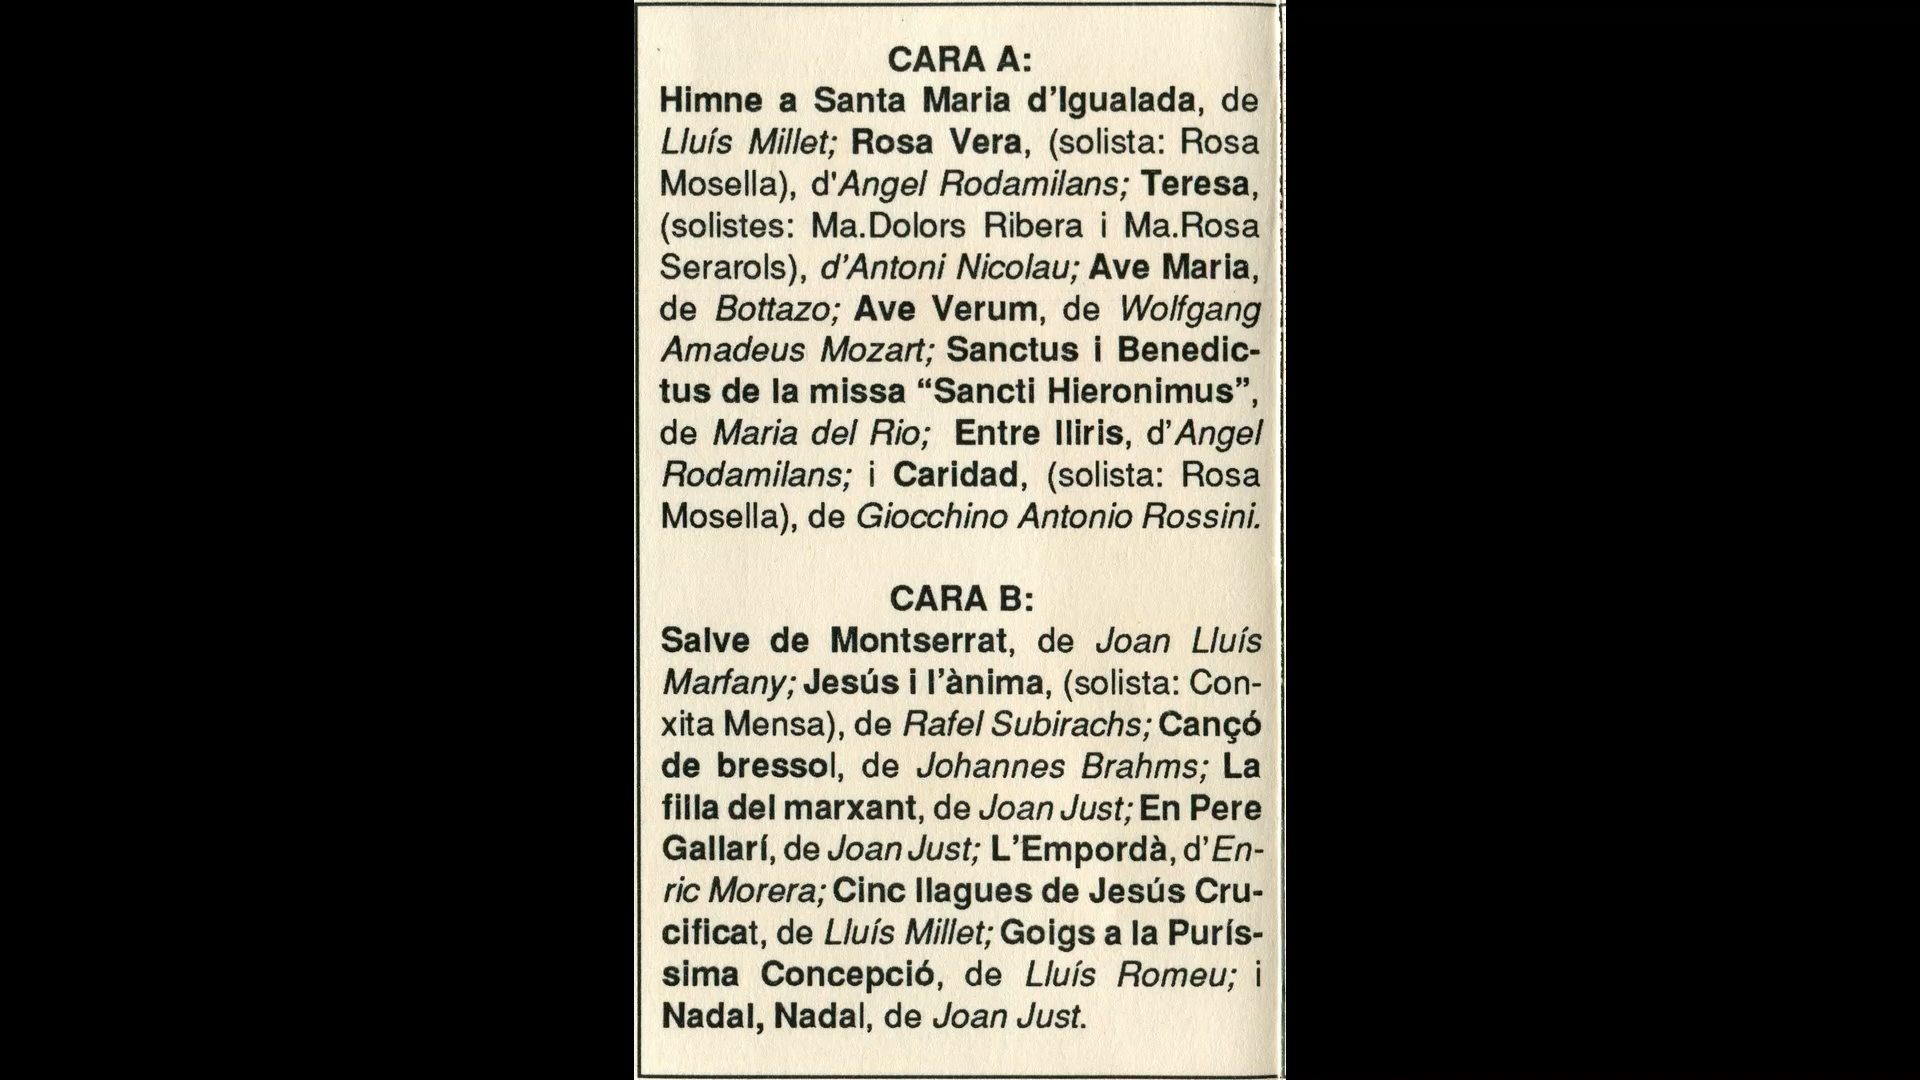 CARA A:
Himne a Santa Maria d'Igualada, de
Lluís Millet; Rosa Vera, (solista: Rosa
Mosella), d'Angel Rodamilans; Teresa,
(solistes: Ma.Dolors Ribera i Ma.Rosa
Serarols), d'Antoni Nicolau; Ave Maria,
de Bottazo; Ave Verum, de Wolfgang
Amadeus Mozart; Sanctus i Benedic-
tus de la missa “Sancti Hieronimus”,
de Maria del Rio; Entre lliris, d'Angel
Rodamilans; i Caridad, (solista: Rosa
Mosella), de Giocchino Antonio Rossini.
CARA B:
Salve de Montserrat, de Joan Lluís
Marfany; Jesús i l'ànima, (solista: Con-
xita Mensa), de Rafel Subirachs; Cançó
de bressol, de Johannes Brahms; La
filla del marxant, de Joan Just; En Pere
Gallarí, de Joan Just; L'Empordà, d'En-
ric Morera; Cinc llagues de Jesús Cru-
cificat, de Lluís Millet; Goigs a la Purís-
sima Concepció, de Lluís Romeu; i
Nadal, Nadal, de Joan Just.